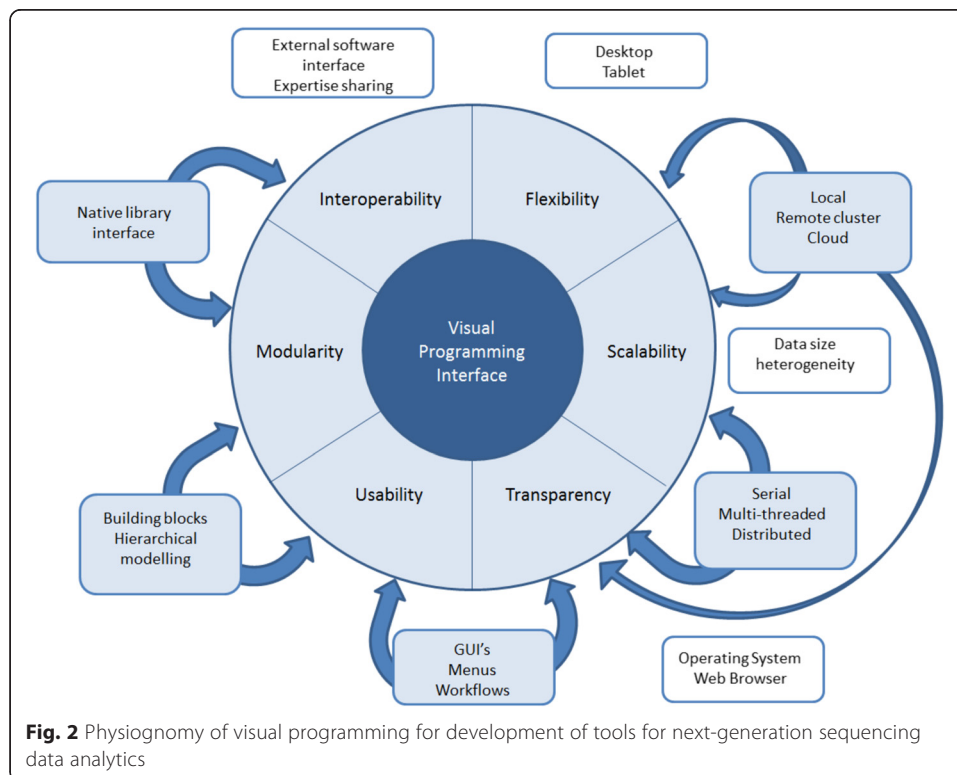 External software
interface
Expertise sharing
Desktop
Tablet
Interoperability
Flexibility
Native library
interface
Local
Remote cluster
Cloud
Modularity
Visual
Programming
Interface
Scalability
Data size
heterogeneity
Usability
Transparency
Building blocks
Hierarchical
modelling
Serial
Multi-threaded
Distributed
GUI's
Menus
Workflows
Operating System
Web Browser
Fig. 2 Physiognomy of visual programming for development of tools for next-generation sequencing
data analytics